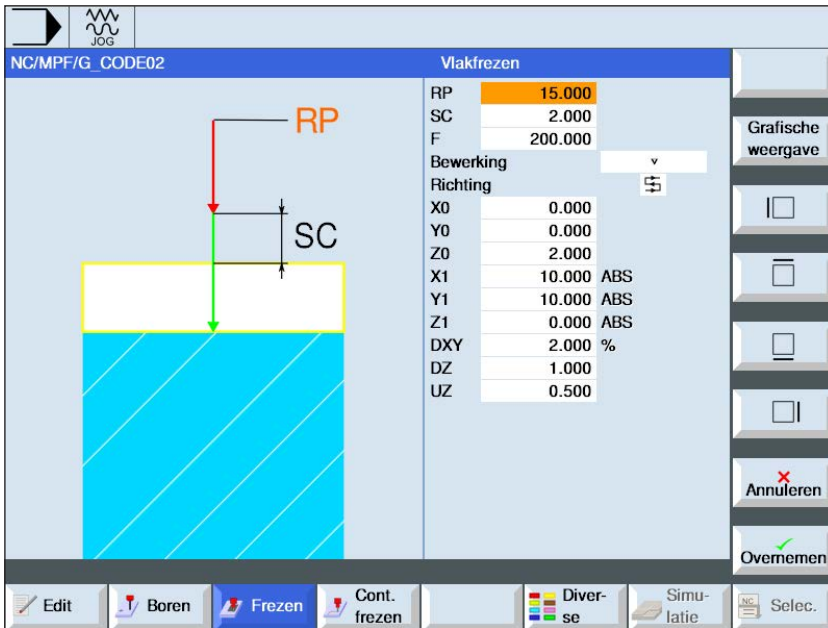 JOG
NC/MPF/G_CODE02
Vlakfrezen
RP
SC
RP 15.000
SC 2.000
F 200.000
Bewerking v
Richting
X0 0.000
Y0 0.000
Z0 2.000
X1 10.000 ABS
Y1 10.000 ABS
Z1 0.000 ABS
DXY 2.000 %
DZ 1.000
UZ 0.500
Grafische
weergave
Annuleren
Overnemen
Edit
Boren
Frezen
Cont.
frezen
Diver-
se
Simu-
latie
NC
Selec.